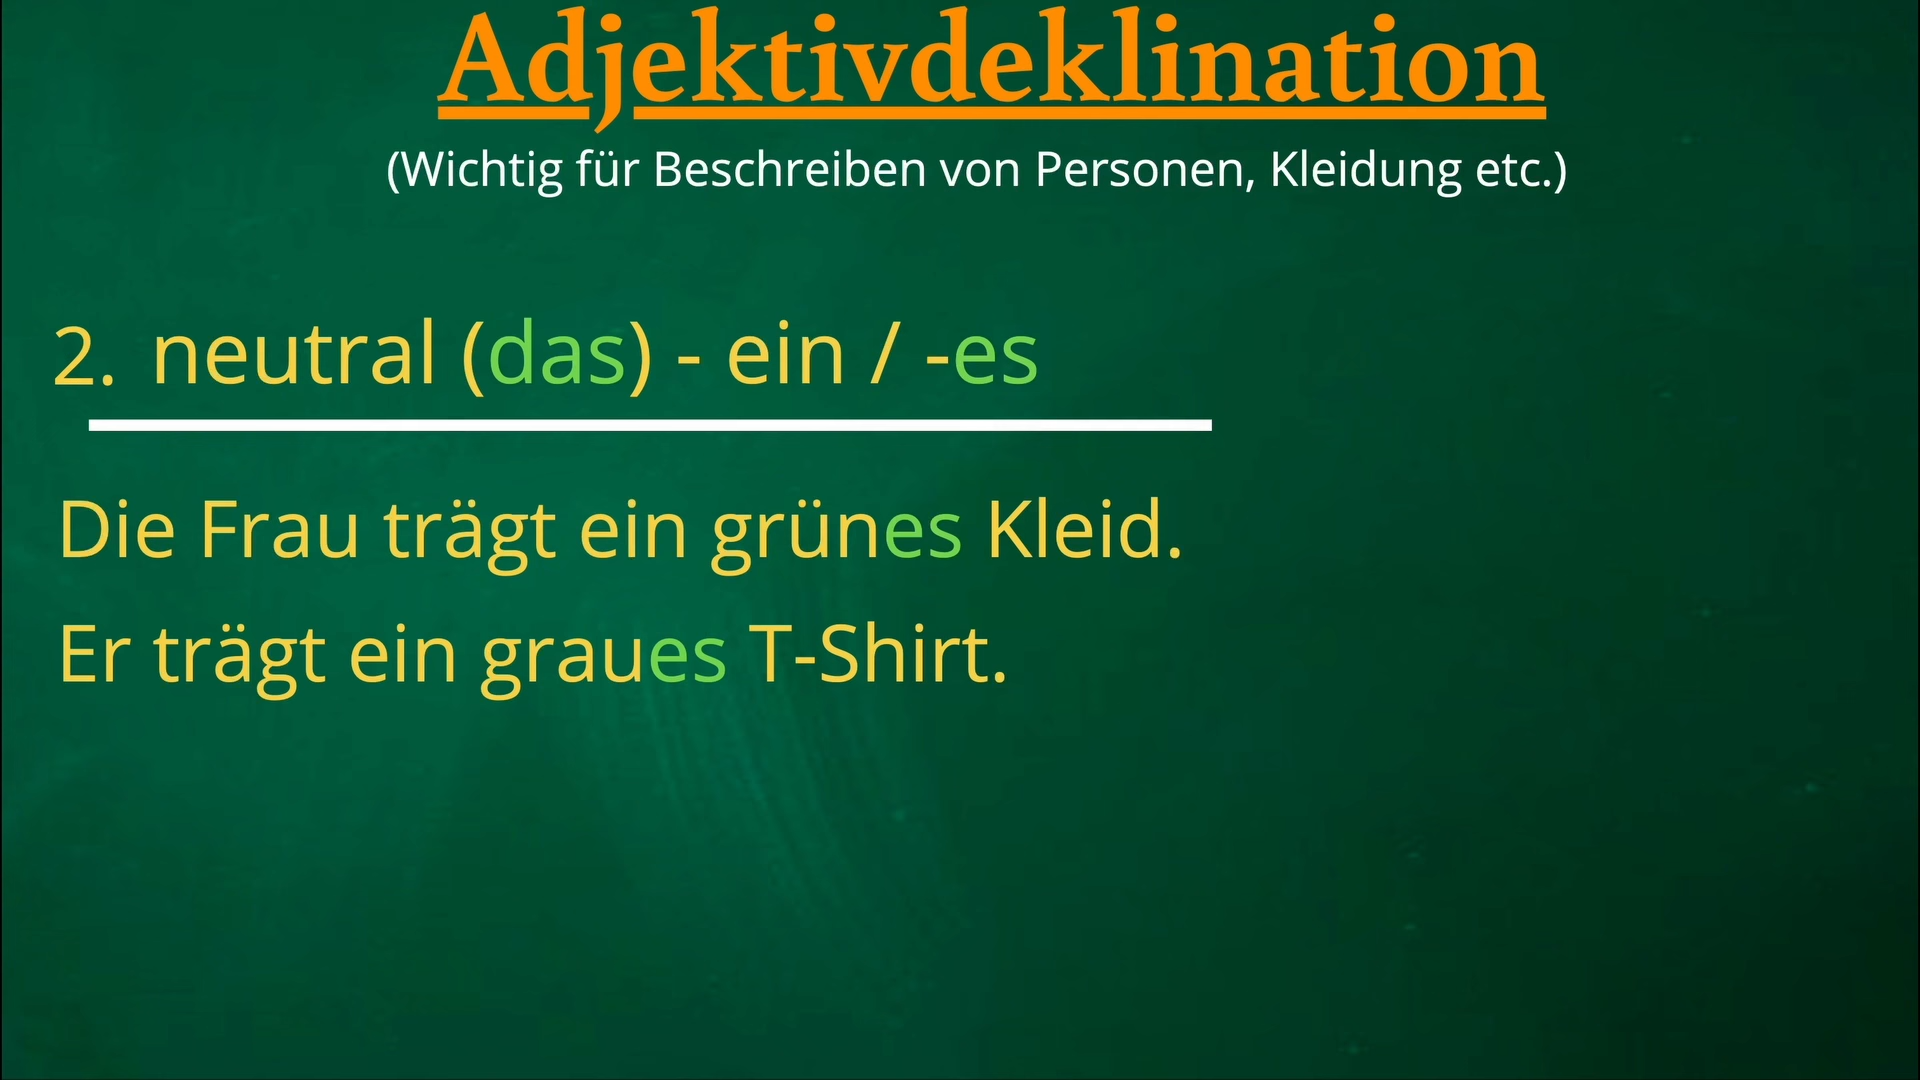 Adjektivdeklination
(Wichtig für Beschreiben von Personen, Kleidung etc.)
2. neutral (das) - ein / -es
Die Frau trägt ein grünes Kleid.
Er trägt ein graues T-Shirt.